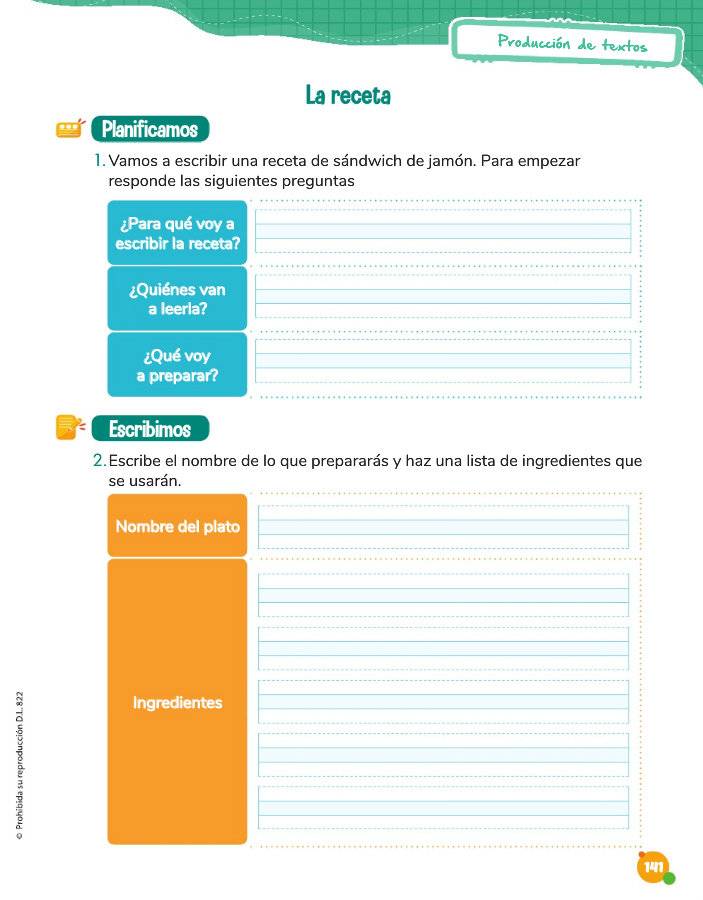 Producción de textos
La receta
Planificamos
1. Vamos a escribir una receta de sándwich de jamón. Para empezar
responde las siguientes preguntas
¿Para qué voy a
escribir la receta?
¿Quiénes van
a leerla?
¿Qué voy
a preparar?
Escribimos
2. Escribe el nombre de lo que prepararás y haz una lista de ingredientes que
se usarán.
Nombre del plato
Ingredientes
© Prohibida su reproducción D.L. 822
141